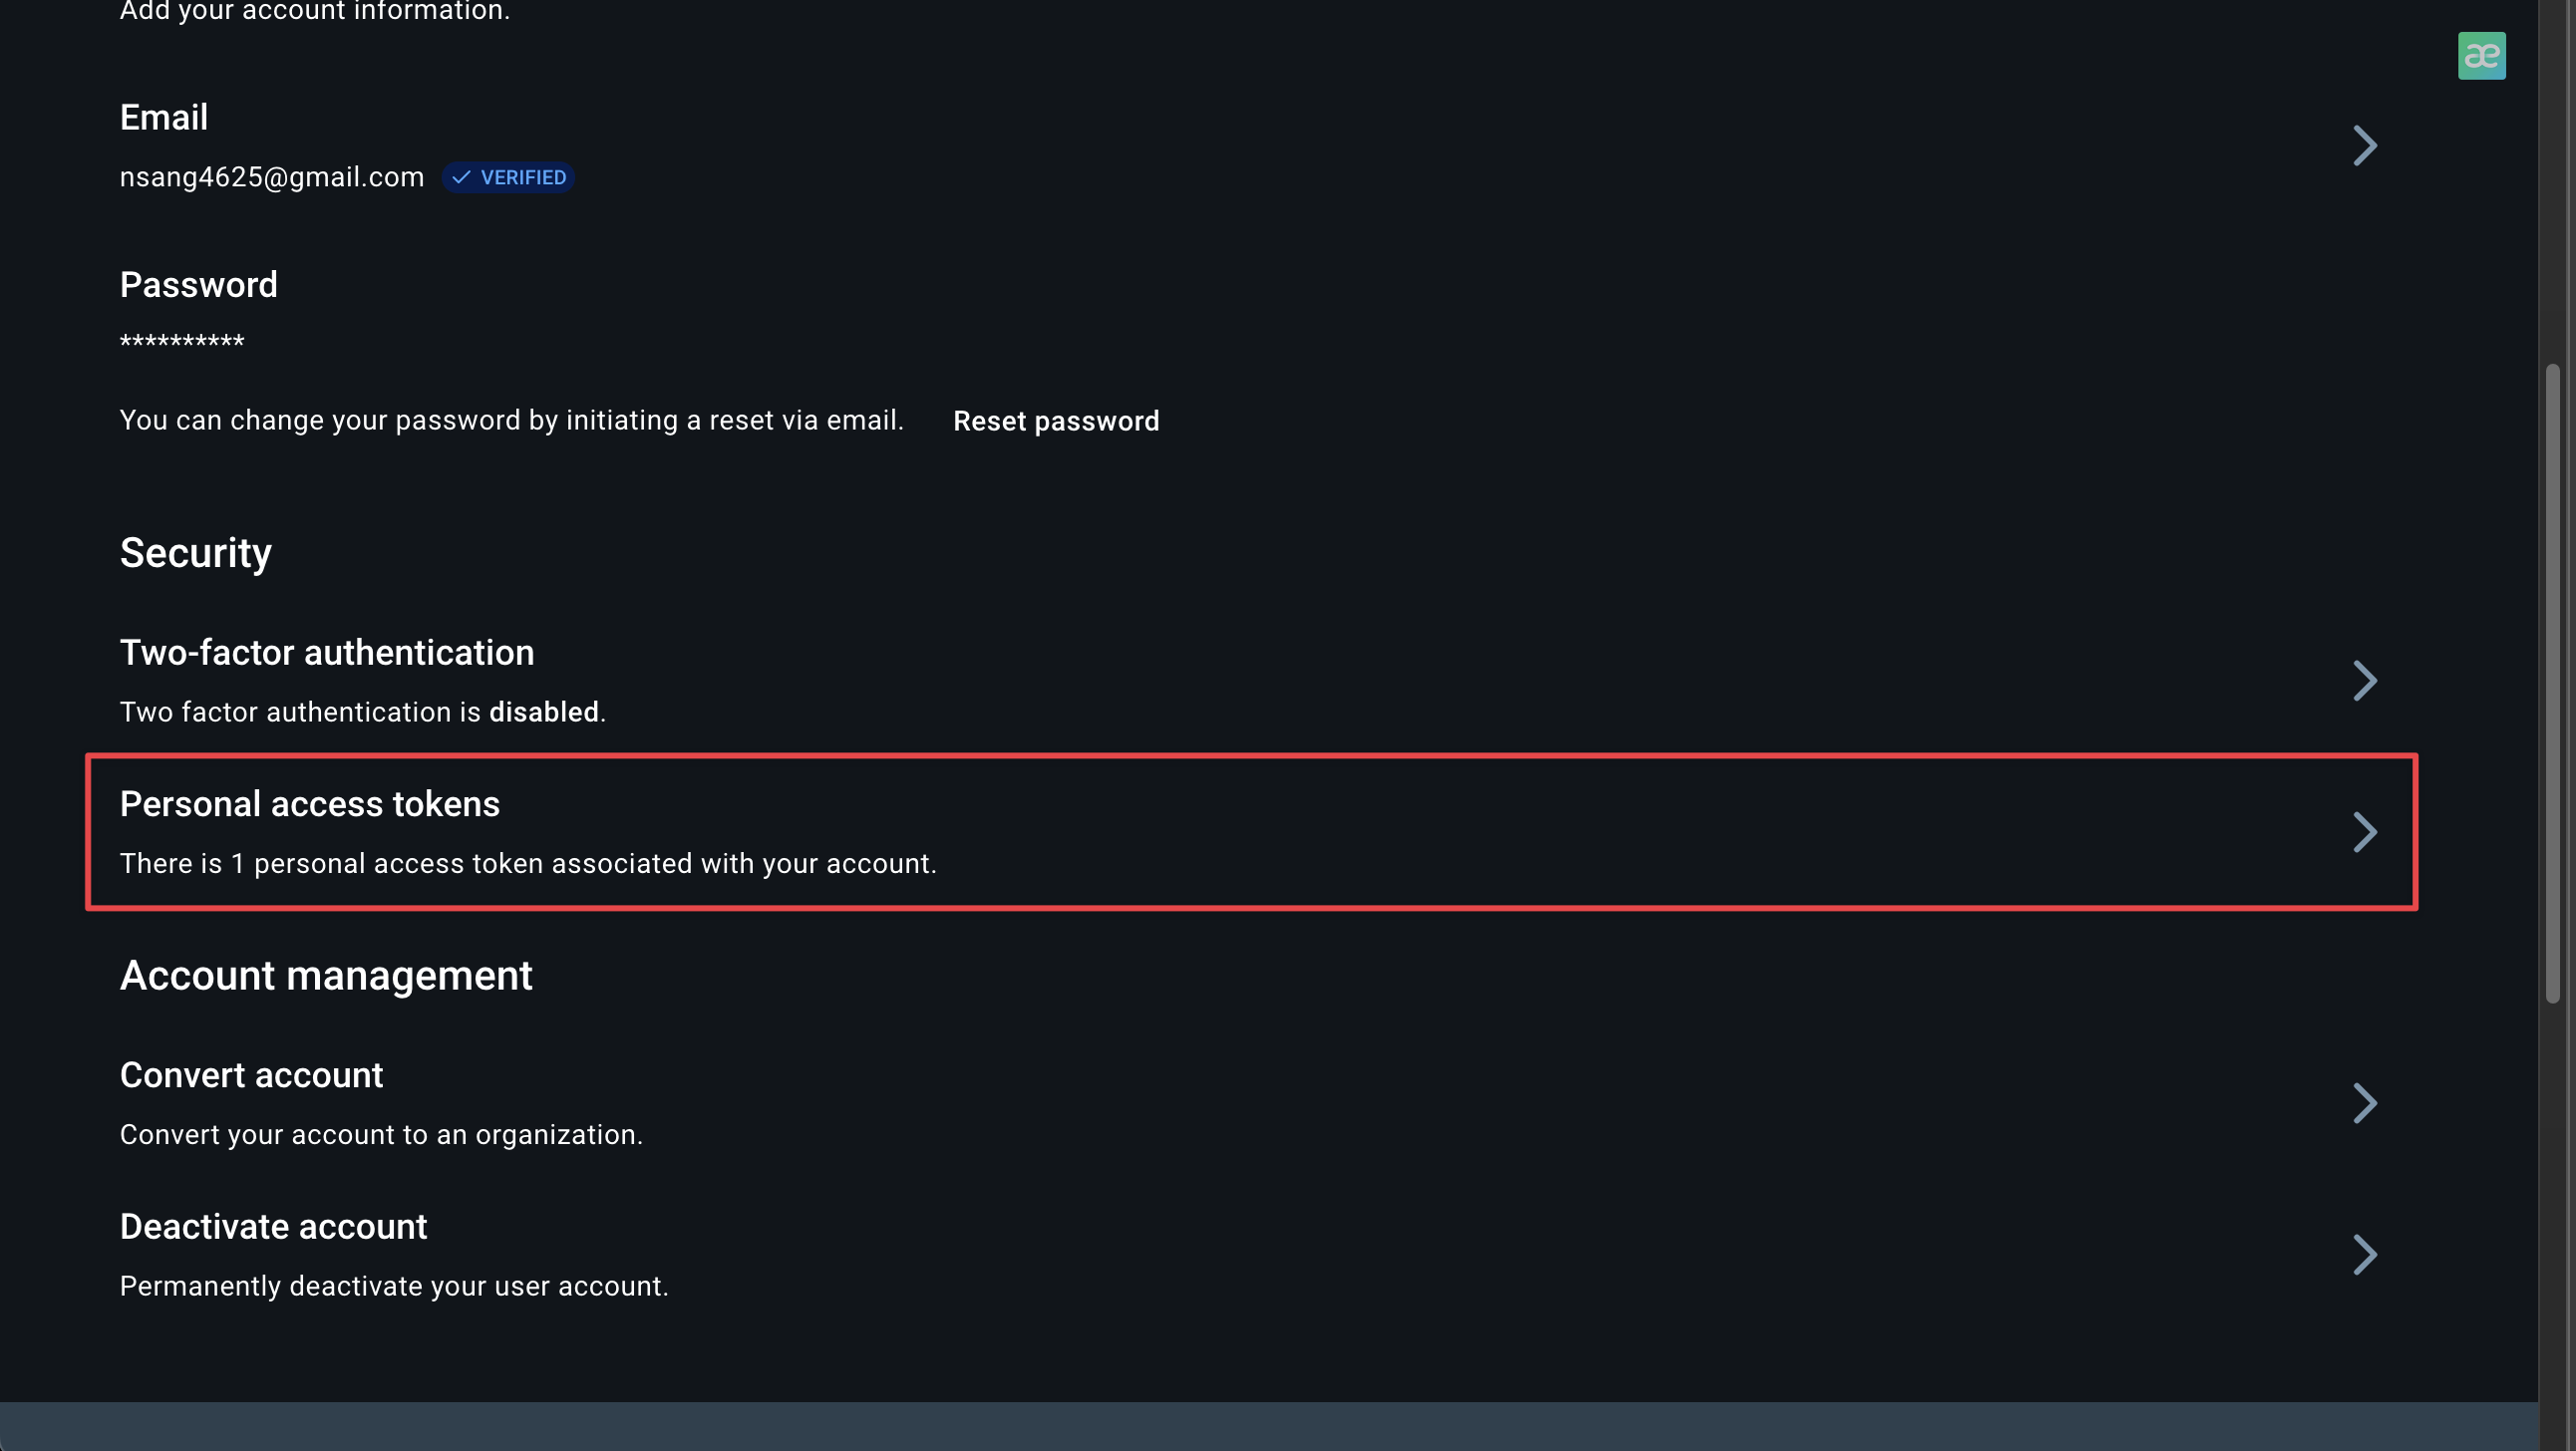 Add your account information.
æ
Email
nsang4625@gmail.com VERIFIED
Password
**********
You can change your password by initiating a reset via email. Reset password
Security
Two-factor authentication
Two factor authentication is disabled.
Personal access tokens
There is 1 personal access token associated with your account.
Account management
Convert account
Convert your account to an organization.
Deactivate account
Permanently deactivate your user account.